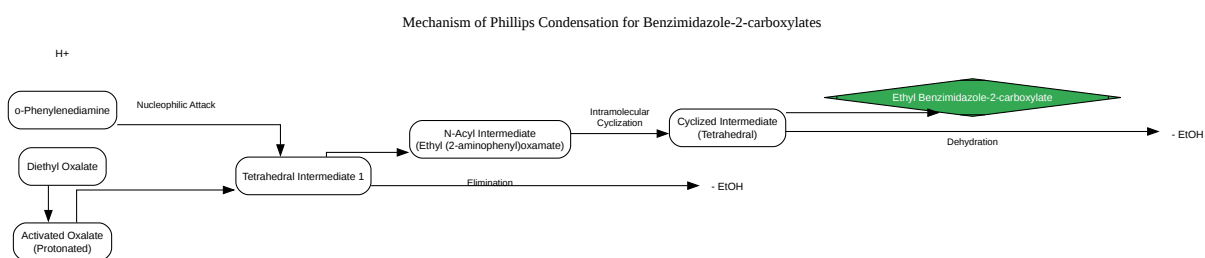 Mechanism of Phillips Condensation for Benzimidazole-2-carboxylates
H+
o-Phenylenediamine
Nucleophilic Attack
Diethyl Oxalate
Activated Oxalate
(Protonated)
Tetrahedral Intermediate 1
Elimination
- EtOH
N-Acyl Intermediate
(Ethyl (2-aminophenyl)oxamate)
Intramolecular
Cyclization
Cyclized Intermediate
(Tetrahedral)
Ethyl Benzimidazole-2-carboxylate
Dehydration
- EtOH